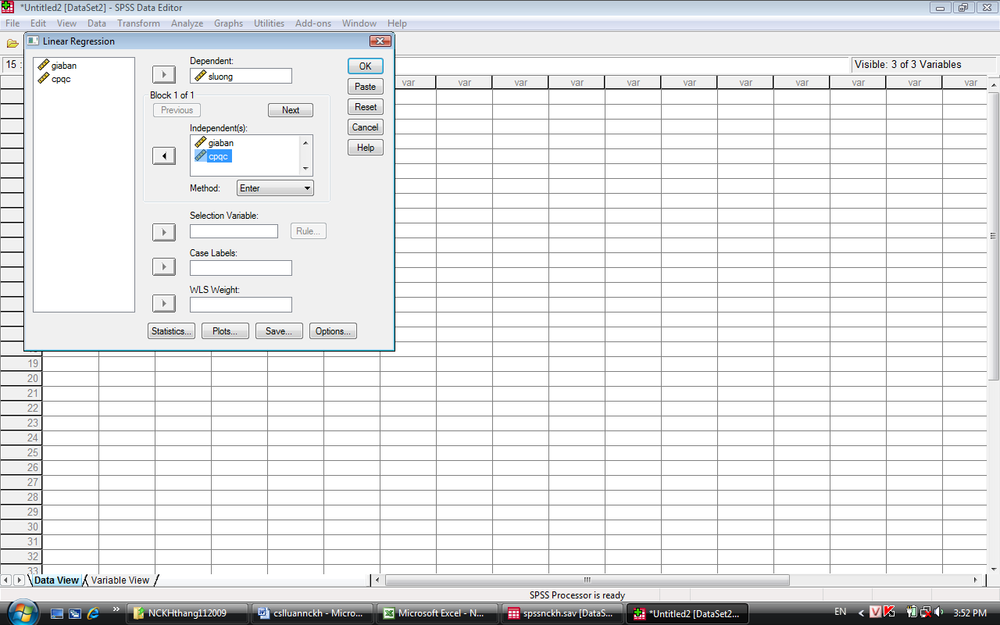 *Untitled2 [DataSet2] - SPSS Data Editor
File Edit View Data Transform Analyze Graphs Utilities Add-ons Window Help
Linear Regression
15 :
Visible: 3 of 3 Variables
var var var var var var var var var var var
giaban
cpqc
Dependent:
sluong
Block 1 of 1
Previous Next
Independent(s):
giaban
cpqc
Method: Enter
Selection Variable:
Rule...
Case Labels:
WLS Weight:
Statistics... Plots... Save... Options...
OK
Paste
Reset
Cancel
Help
19
20
21
22
23
24
25
26
27
28
29
30
31
32
33
Data View Variable View
SPSS Processor is ready
NCKHthang112009 cslluannckh - Micro... Microsoft Excel - N... spssnckh.sav [DataS... *Untitled2 [DataSet2... EN 3:52 PM